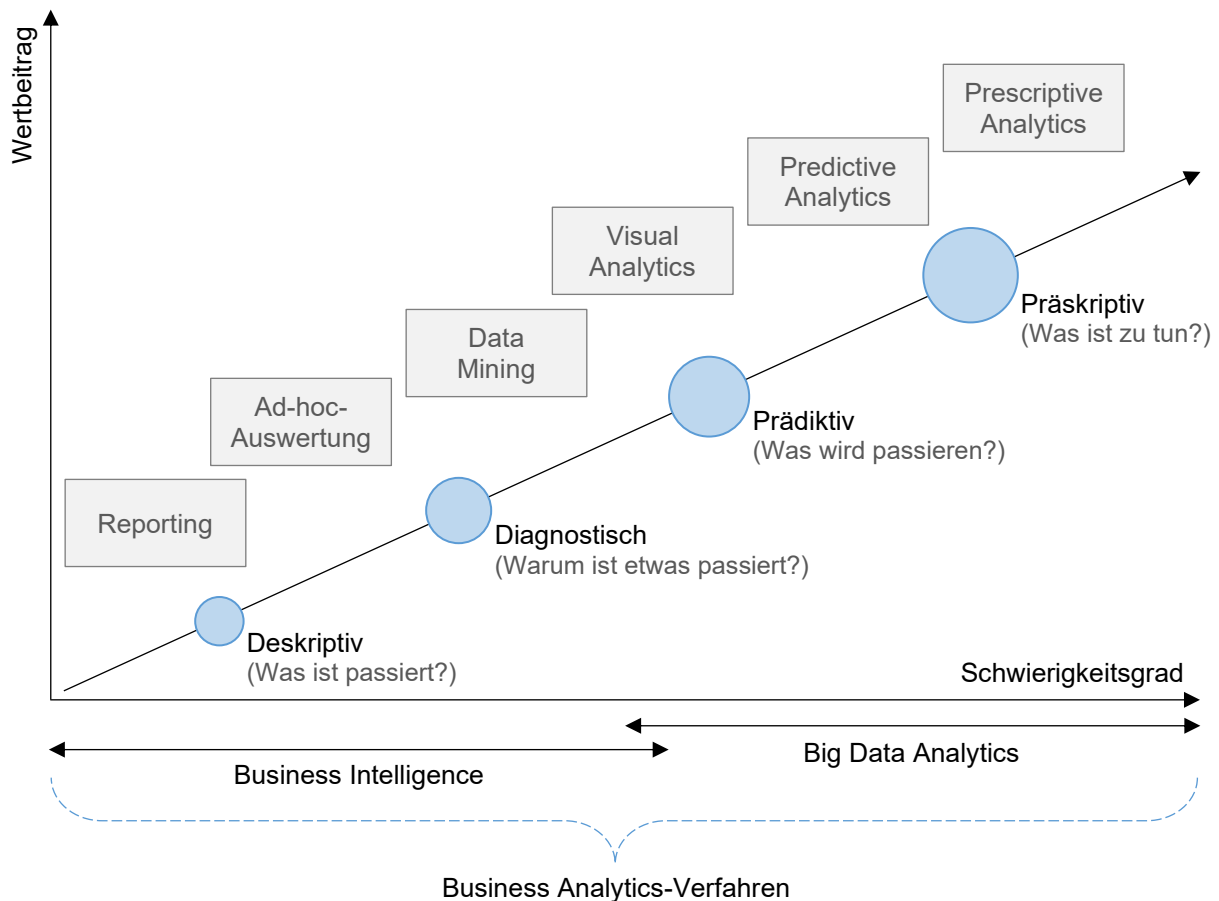 Wertbeitrag
Prescriptive
Analytics
Predictive
Analytics
Visual
Analytics
Präskriptiv
(Was ist zu tun?)
Data
Mining
Ad-hoc-
Auswertung
Prädiktiv
(Was wird passieren?)
Reporting
Diagnostisch
(Warum ist etwas passiert?)
Deskriptiv
(Was ist passiert?)
Schwierigkeitsgrad
Big Data Analytics
Business Intelligence
Business Analytics-Verfahren